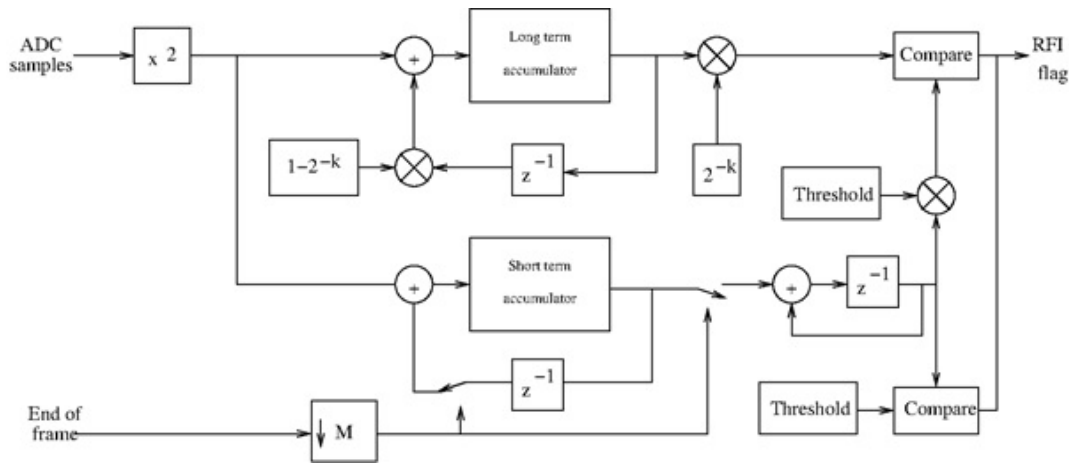 ADC
samples
x 2
+
Long term
accumulator
Compare
RFI
flag
1-2^-k
z^-1
2^-k
Threshold
+
Short term
accumulator
+
z^-1
z^-1
Threshold
Compare
End of
frame
↓ M